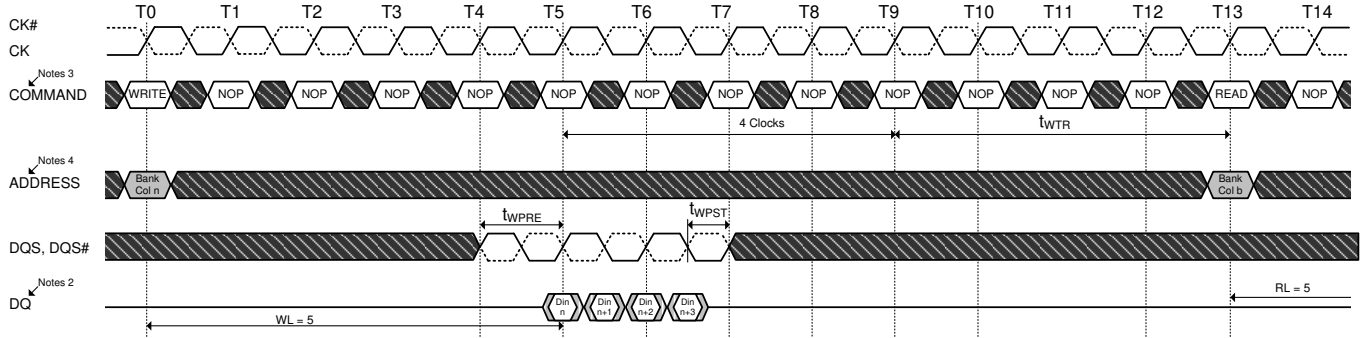 T0 T1 T2 T3 T4 T5 T6 T7 T8 T9 T10 T11 T12 T13 T14
CK#
CK
Notes 3
COMMAND WRITE NOP NOP NOP NOP NOP NOP NOP NOP NOP NOP NOP NOP READ NOP
4 Clocks tWTR
Notes 4
ADDRESS Bank Col n Bank Col b
tWPRE tWPST
DQS, DQS#
Notes 2
DQ Din n Din n+1 Din n+2 Din n+3
RL = 5
WL = 5